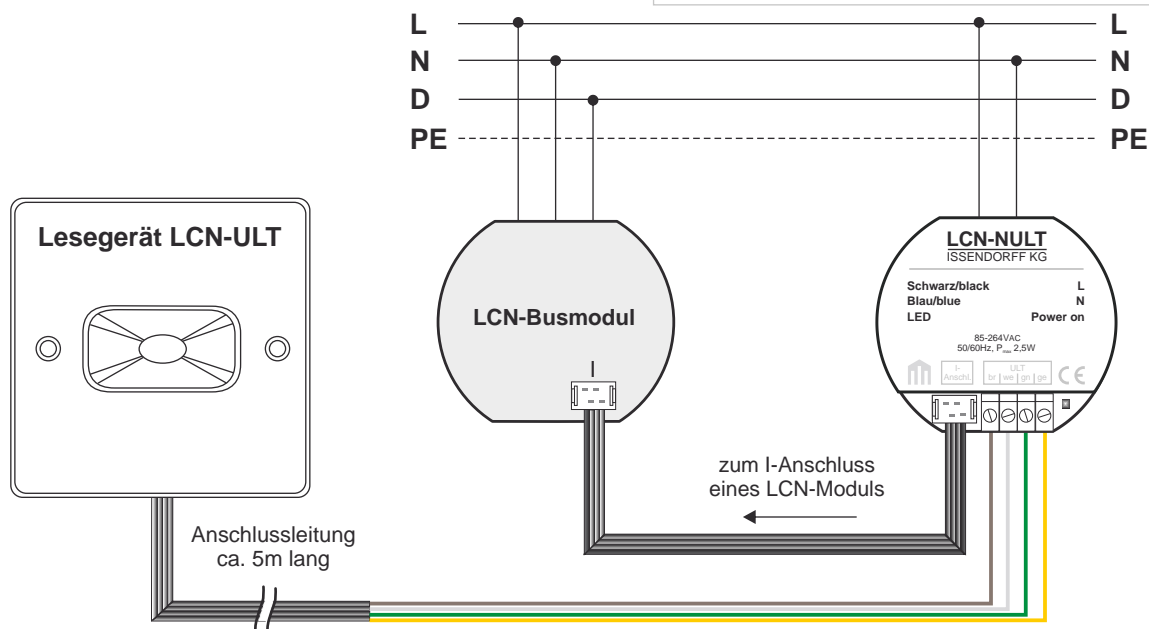 L L
N N
D D
PE PE
Lesegerät LCN-ULT
LCN-Busmodul
I
LCN-NULT
ISSENDORFF KG
Schwarz/black L
Blau/blue N
LED Power on
85-264VAC
50/60Hz, Pmax 2,5W
I-
Anschl.
ULT
br we gn ge
CE
zum I-Anschluss
eines LCN-Moduls
Anschlussleitung
ca. 5m lang